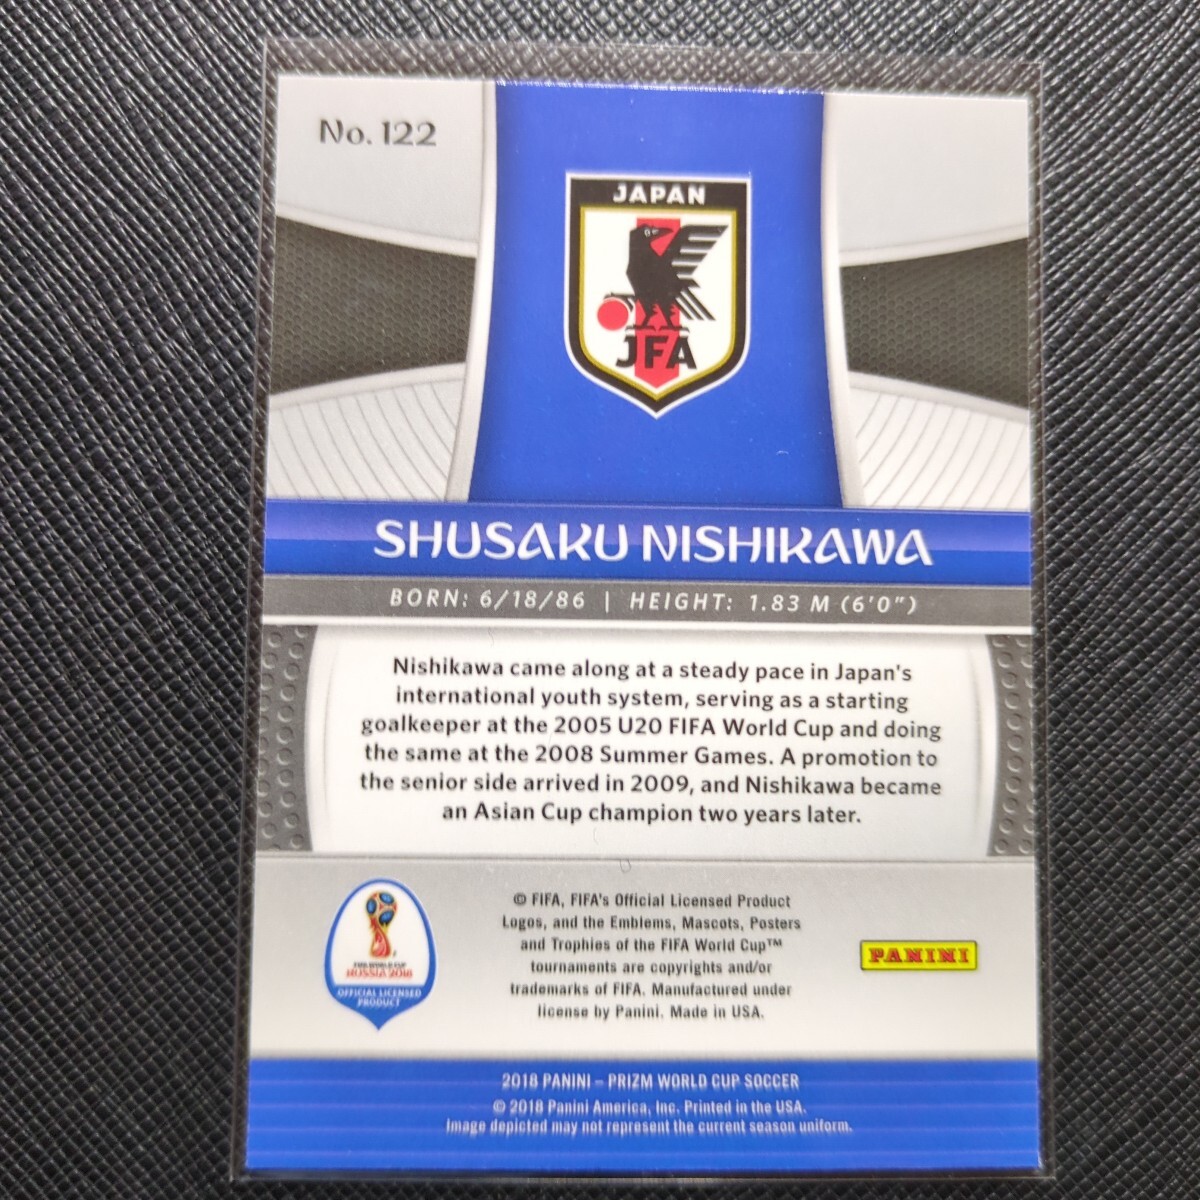 No. 122
JAPAN
JFA
SHUSAKU NISHIKAWA
BORN: 6/18/86 | HEIGHT: 1.83 M (6'0")
Nishikawa came along at a steady pace in Japan's
international youth system, serving as a starting
goalkeeper at the 2005 U20 FIFA World Cup and doing
the same at the 2008 Summer Games. A promotion to
the senior side arrived in 2009, and Nishikawa became
an Asian Cup champion two years later.
© FIFA, FIFA's Official Licensed Product
Logos, and the Emblems, Mascots, Posters
and Trophies of the FIFA World Cup™
tournaments are copyrights and/or
trademarks of FIFA. Manufactured under
license by Panini. Made in USA.
FIFA WORLD CUP
RUSSIA 2018
OFFICIAL LICENSED
PRODUCT
PANINI
2018 PANINI – PRIZM WORLD CUP SOCCER
© 2018 Panini America, Inc. Printed in the USA.
Image depicted may not represent the current season uniform.